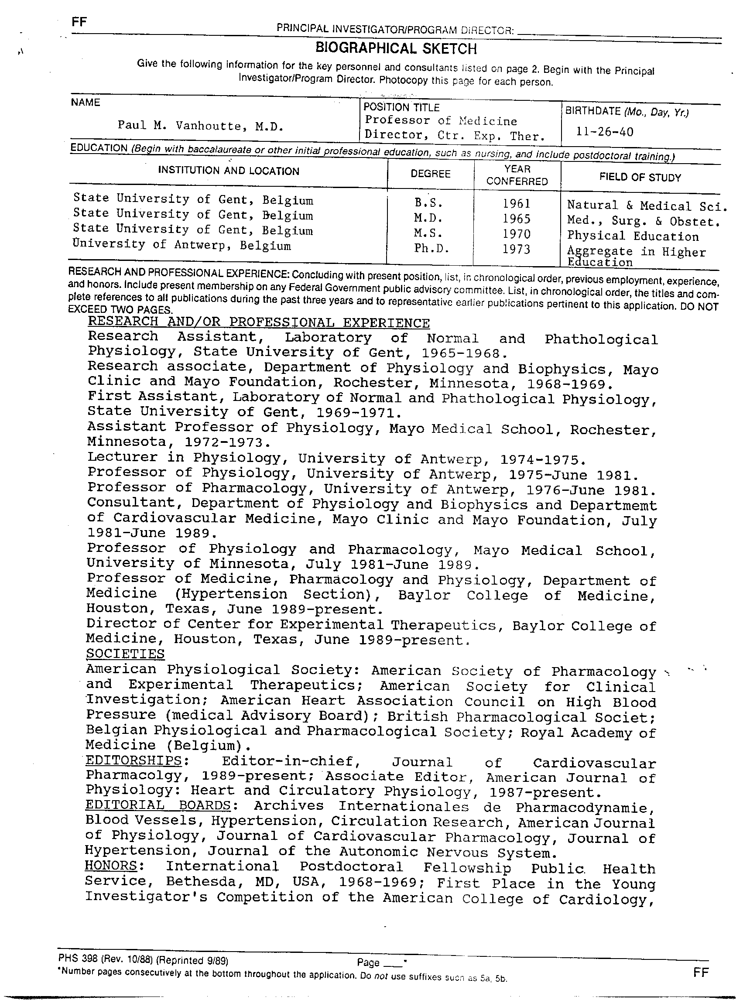 FF
PRINCIPAL INVESTIGATOR/PROGRAM DIRECTOR:
BIOGRAPHICAL SKETCH
Give the following information for the key personnel and consultants listed on page 2. Begin with the Principal
Investigator/Program Director. Photocopy this page for each person.
NAME
POSITION TITLE
BIRTHDATE (Mo., Day, Yr.)
Paul M. Vanhoutte, M.D.
Professor of Medicine
Director, Ctr. Exp. Ther.
11-26-40
EDUCATION (Begin with baccalaureate or other initial professional education, such as nursing, and include postdoctoral training.)
INSTITUTION AND LOCATION DEGREE YEAR CONFERRED FIELD OF STUDY
State University of Gent, Belgium B.S. 1961 Natural & Medical Sci.
State University of Gent, Belgium M.D. 1965 Med., Surg. & Obstet.
State University of Gent, Belgium M.S. 1970 Physical Education
University of Antwerp, Belgium Ph.D. 1973 Aggregate in Higher
Education
RESEARCH AND PROFESSIONAL EXPERIENCE: Concluding with present position, list, in chronological order, previous employment, experience,
and honors. Include present membership on any Federal Government public advisory committee. List, in chronological order, the titles and com-
plete references to all publications during the past three years and to representative earlier publications pertinent to this application. DO NOT
EXCEED TWO PAGES.
RESEARCH AND/OR PROFESSIONAL EXPERIENCE
Research Assistant, Laboratory of Normal and Phathological
Physiology, State University of Gent, 1965-1968.
Research associate, Department of Physiology and Biophysics, Mayo
Clinic and Mayo Foundation, Rochester, Minnesota, 1968-1969.
First Assistant, Laboratory of Normal and Phathological Physiology,
State University of Gent, 1969-1971.
Assistant Professor of Physiology, Mayo Medical School, Rochester,
Minnesota, 1972-1973.
Lecturer in Physiology, University of Antwerp, 1974-1975.
Professor of Physiology, University of Antwerp, 1975-June 1981.
Professor of Pharmacology, University of Antwerp, 1976-June 1981.
Consultant, Department of Physiology and Biophysics and Departmemt
of Cardiovascular Medicine, Mayo Clinic and Mayo Foundation, July
1981-June 1989.
Professor of Physiology and Pharmacology, Mayo Medical School,
University of Minnesota, July 1981-June 1989.
Professor of Medicine, Pharmacology and Physiology, Department of
Medicine (Hypertension Section), Baylor College of Medicine,
Houston, Texas, June 1989-present.
Director of Center for Experimental Therapeutics, Baylor College of
Medicine, Houston, Texas, June 1989-present.
SOCIETIES
American Physiological Society: American Society of Pharmacology
and Experimental Therapeutics; American Society for Clinical
Investigation; American Heart Association Council on High Blood
Pressure (medical Advisory Board); British Pharmacological Societ;
Belgian Physiological and Pharmacological Society; Royal Academy of
Medicine (Belgium).
EDITORSHIPS: Editor-in-chief, Journal of Cardiovascular
Pharmacolgy, 1989-present; Associate Editor, American Journal of
Physiology: Heart and Circulatory Physiology, 1987-present.
EDITORIAL BOARDS: Archives Internationales de Pharmacodynamie,
Blood Vessels, Hypertension, Circulation Research, American Journal
of Physiology, Journal of Cardiovascular Pharmacology, Journal of
Hypertension, Journal of the Autonomic Nervous System.
HONORS: International Postdoctoral Fellowship Public Health
Service, Bethesda, MD, USA, 1968-1969; First Place in the Young
Investigator's Competition of the American College of Cardiology,
PHS 398 (Rev. 10/88) (Reprinted 9/89) Page ___*
*Number pages consecutively at the bottom throughout the application. Do not use suffixes such as 5a, 5b.
FF